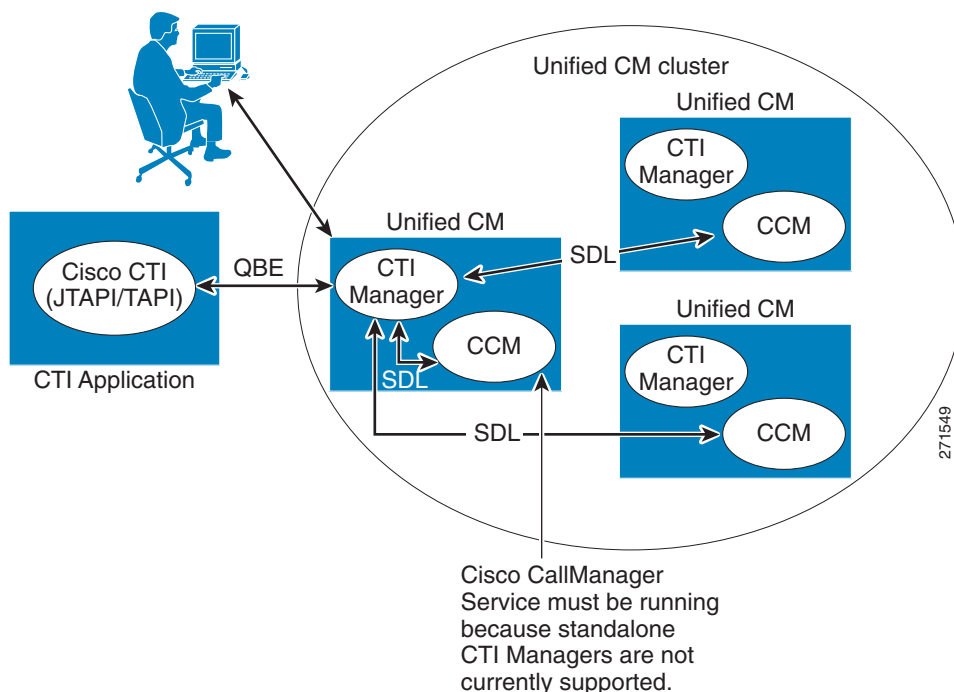 Unified CM cluster
Unified CM
CTI
Manager
CCM
SDL
Unified CM
CTI
Manager
CCM
SDL
QBE
Cisco CTI
(JTAPI/TAPI)
CTI Application
Unified CM
CTI
Manager
CCM
SDL
271549
Cisco CallManager
Service must be running
because standalone
CTI Managers are not
currently supported.